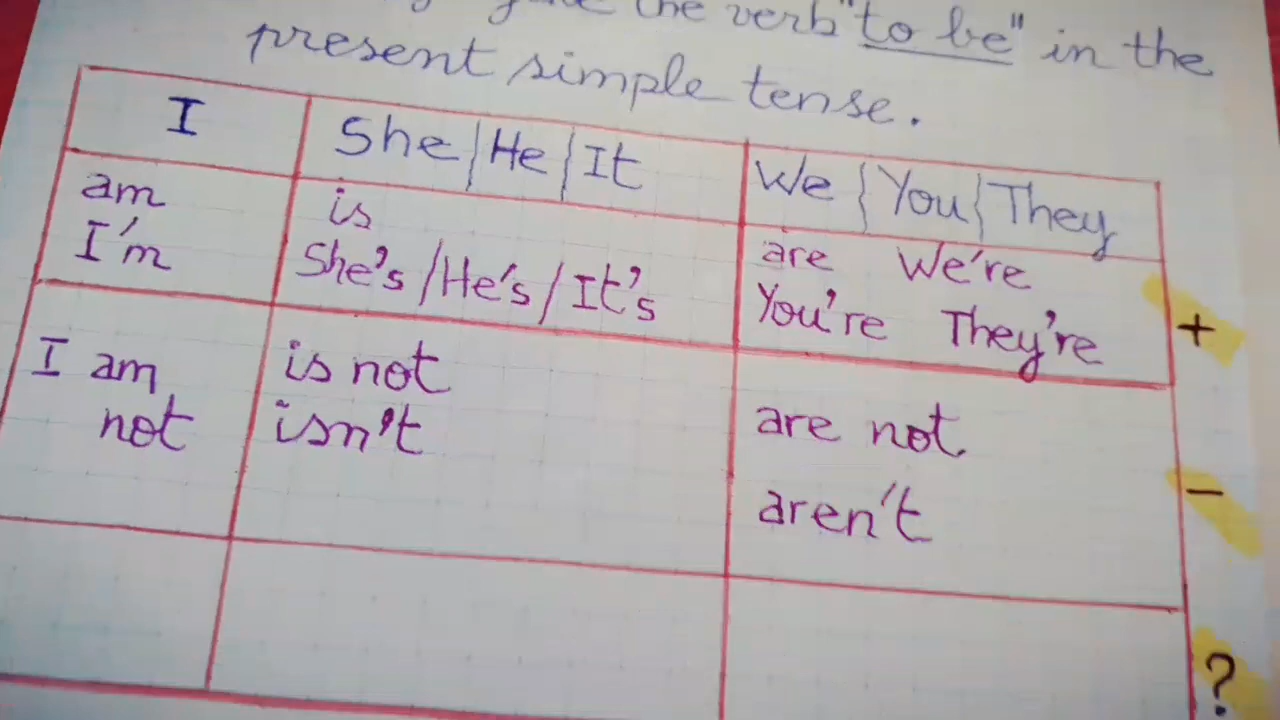 the verb "to be" in the
present simple tense.
I She/He/It We { You { They
am is are We're
I'm She's/He's/It's You're They're +
I am is not are not
not isn't aren't -
?